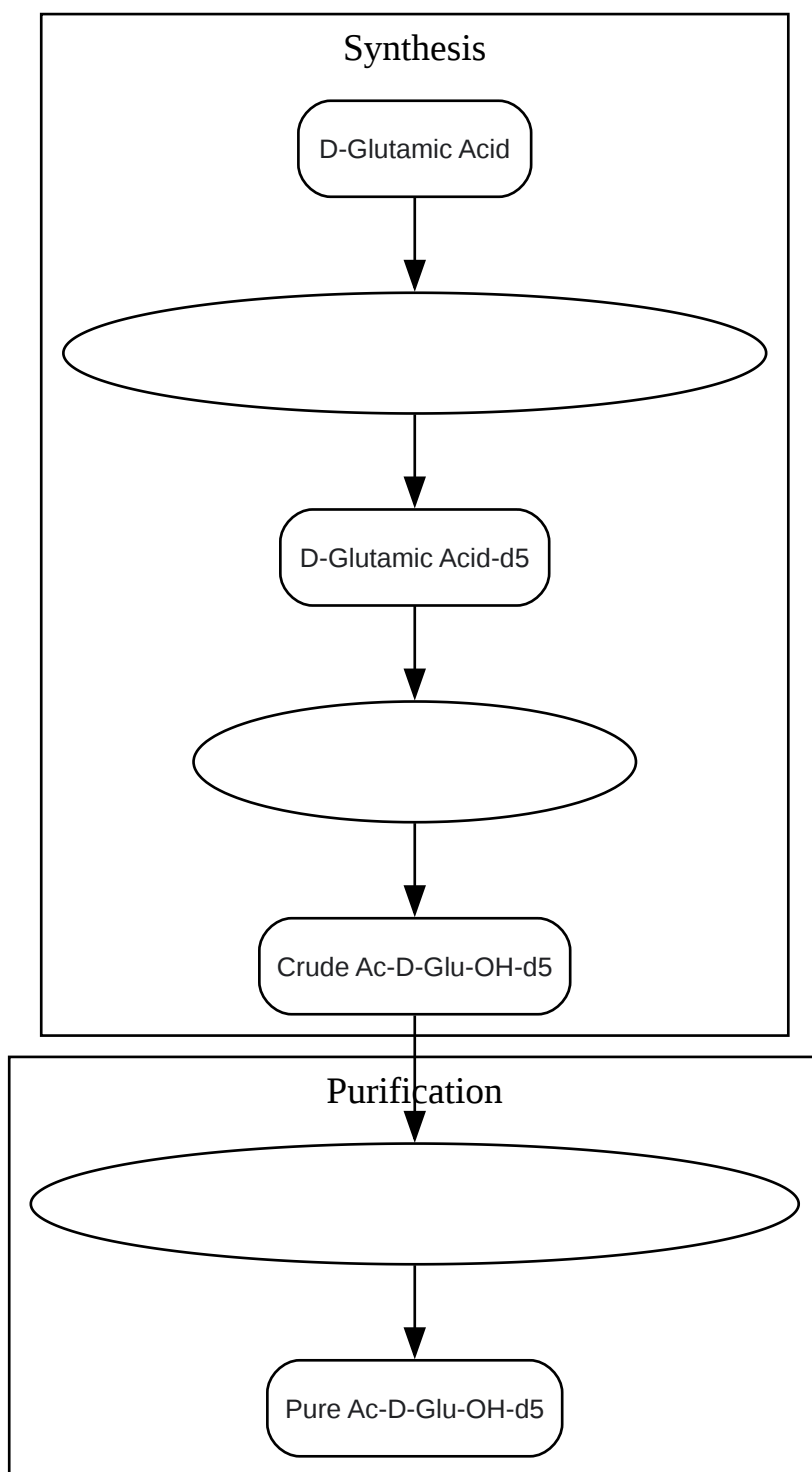 Synthesis
D-Glutamic Acid
D-Glutamic Acid-d5
Crude Ac-D-Glu-OH-d5
Purification
Pure Ac-D-Glu-OH-d5